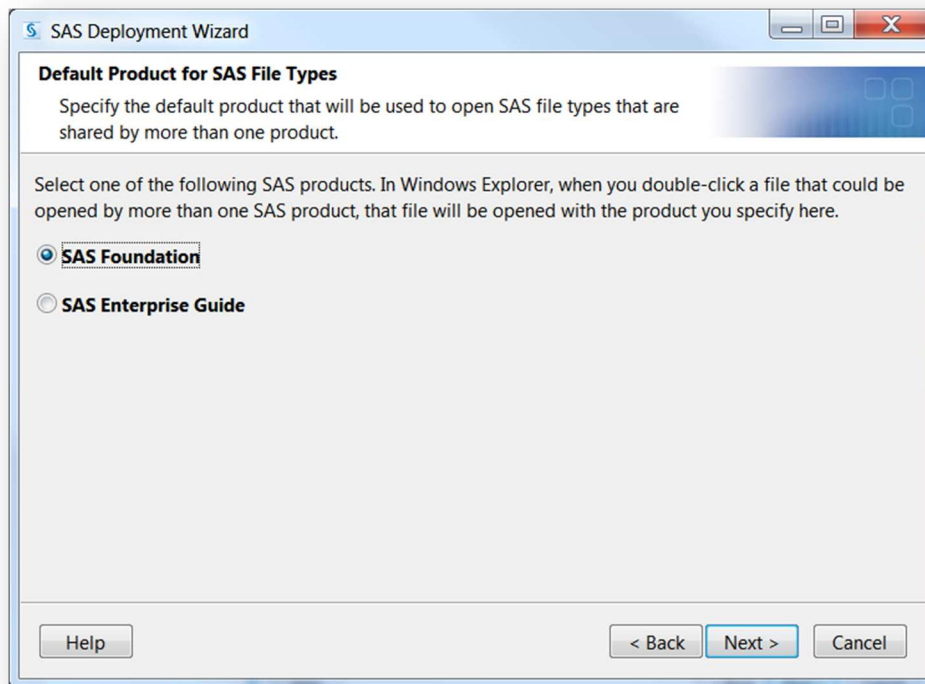 SAS Deployment Wizard
Default Product for SAS File Types
Specify the default product that will be used to open SAS file types that are
shared by more than one product.
Select one of the following SAS products. In Windows Explorer, when you double-click a file that could be
opened by more than one SAS product, that file will be opened with the product you specify here.
SAS Foundation
SAS Enterprise Guide
Help
< Back
Next >
Cancel